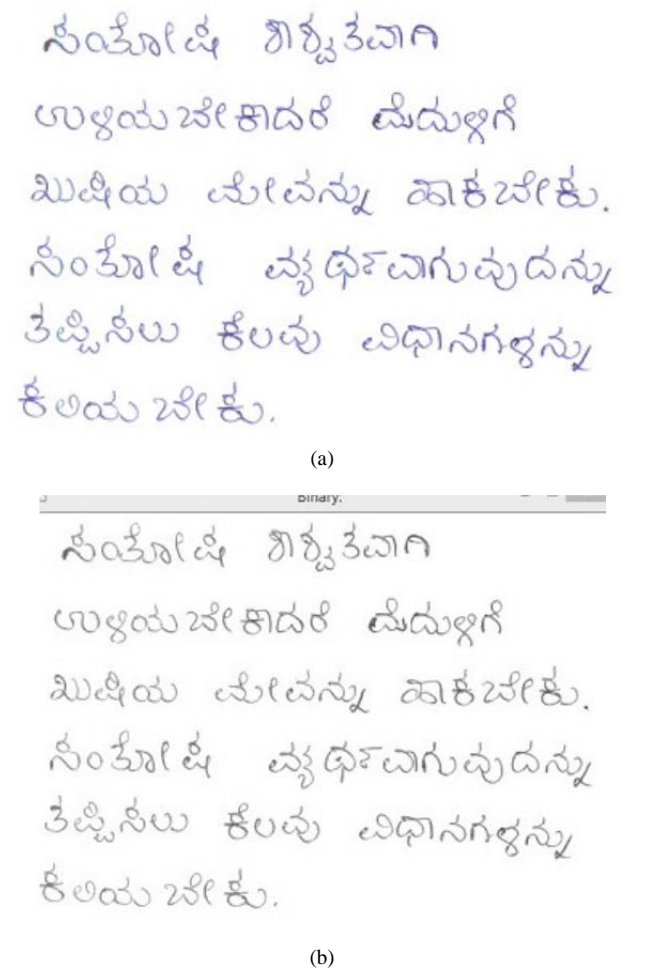 ಸಂತೋಷ ಶಾಶ್ವತವಾಗಿ
ಉಳಿಯಬೇಕಾದರೆ ಮೆದುಳ್ಳಿಗೆ
ಖುಷಿಯ ಮೇವನ್ನು ಹಾಕಬೇಕು.
ಸಂತೋಷ ವ್ಯರ್ಥವಾಗುವುದನ್ನು
ತಪ್ಪಿಸಲು ಕೆಲವು ವಿಧಾನಗಳನ್ನು
ಕಲಿಯಬೇಕು.
(a)
Binary:
ಸಂತೋಷ ಶಾಶ್ವತವಾಗಿ
ಉಳಿಯಬೇಕಾದರೆ ಮೆದುಳ್ಳಿಗೆ
ಖುಷಿಯ ಮೇವನ್ನು ಹಾಕಬೇಕು.
ಸಂತೋಷ ವ್ಯರ್ಥವಾಗುವುದನ್ನು
ತಪ್ಪಿಸಲು ಕೆಲವು ವಿಧಾನಗಳನ್ನು
ಕಲಿಯಬೇಕು.
(b)